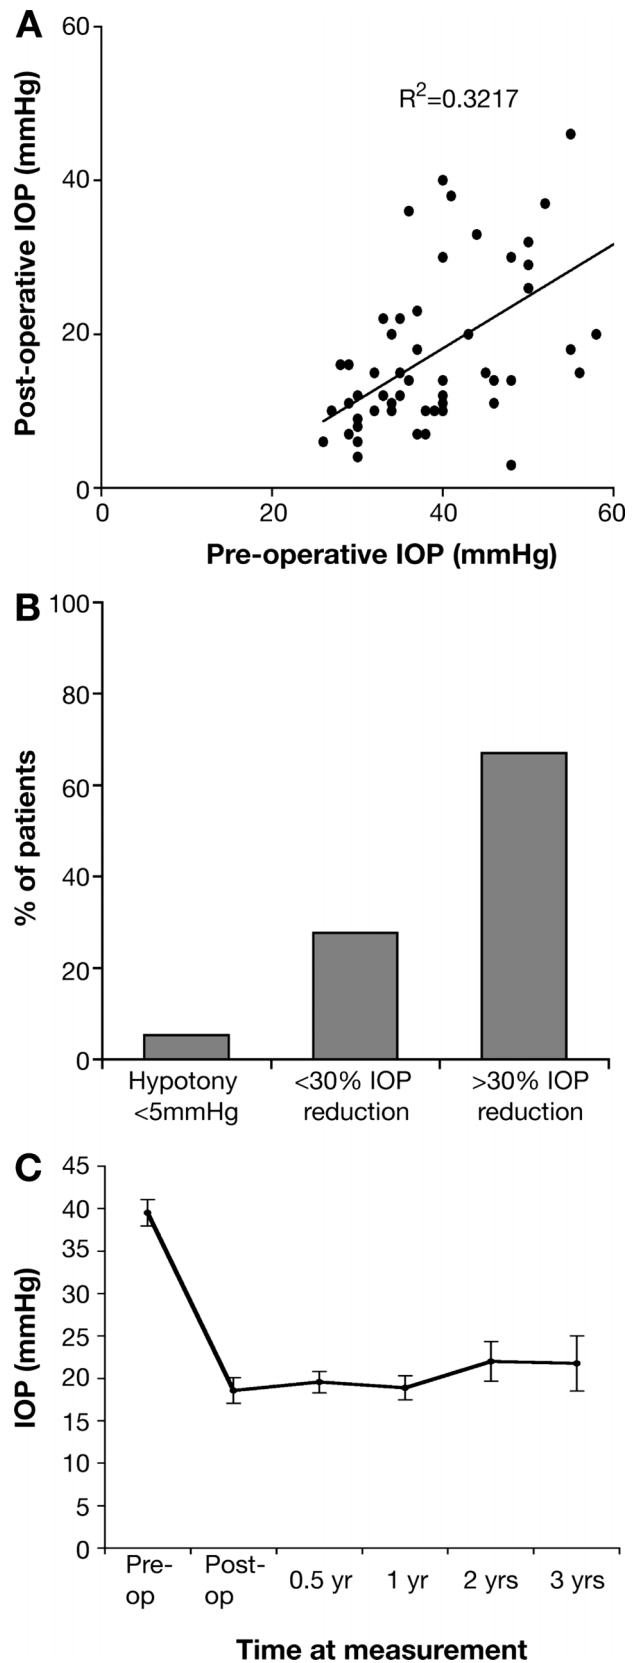 A
60
40
20
0
Post-operative IOP (mmHg)
R²=0.3217
0 20 40 60
Pre-operative IOP (mmHg)
B
100
80
60
40
20
0
% of patients
Hypotony <30% IOP >30% IOP
<5mmHg reduction reduction
C
45
40
35
30
25
20
15
10
5
0
IOP (mmHg)
Pre- Post- 0.5 yr 1 yr 2 yrs 3 yrs
op op
Time at measurement